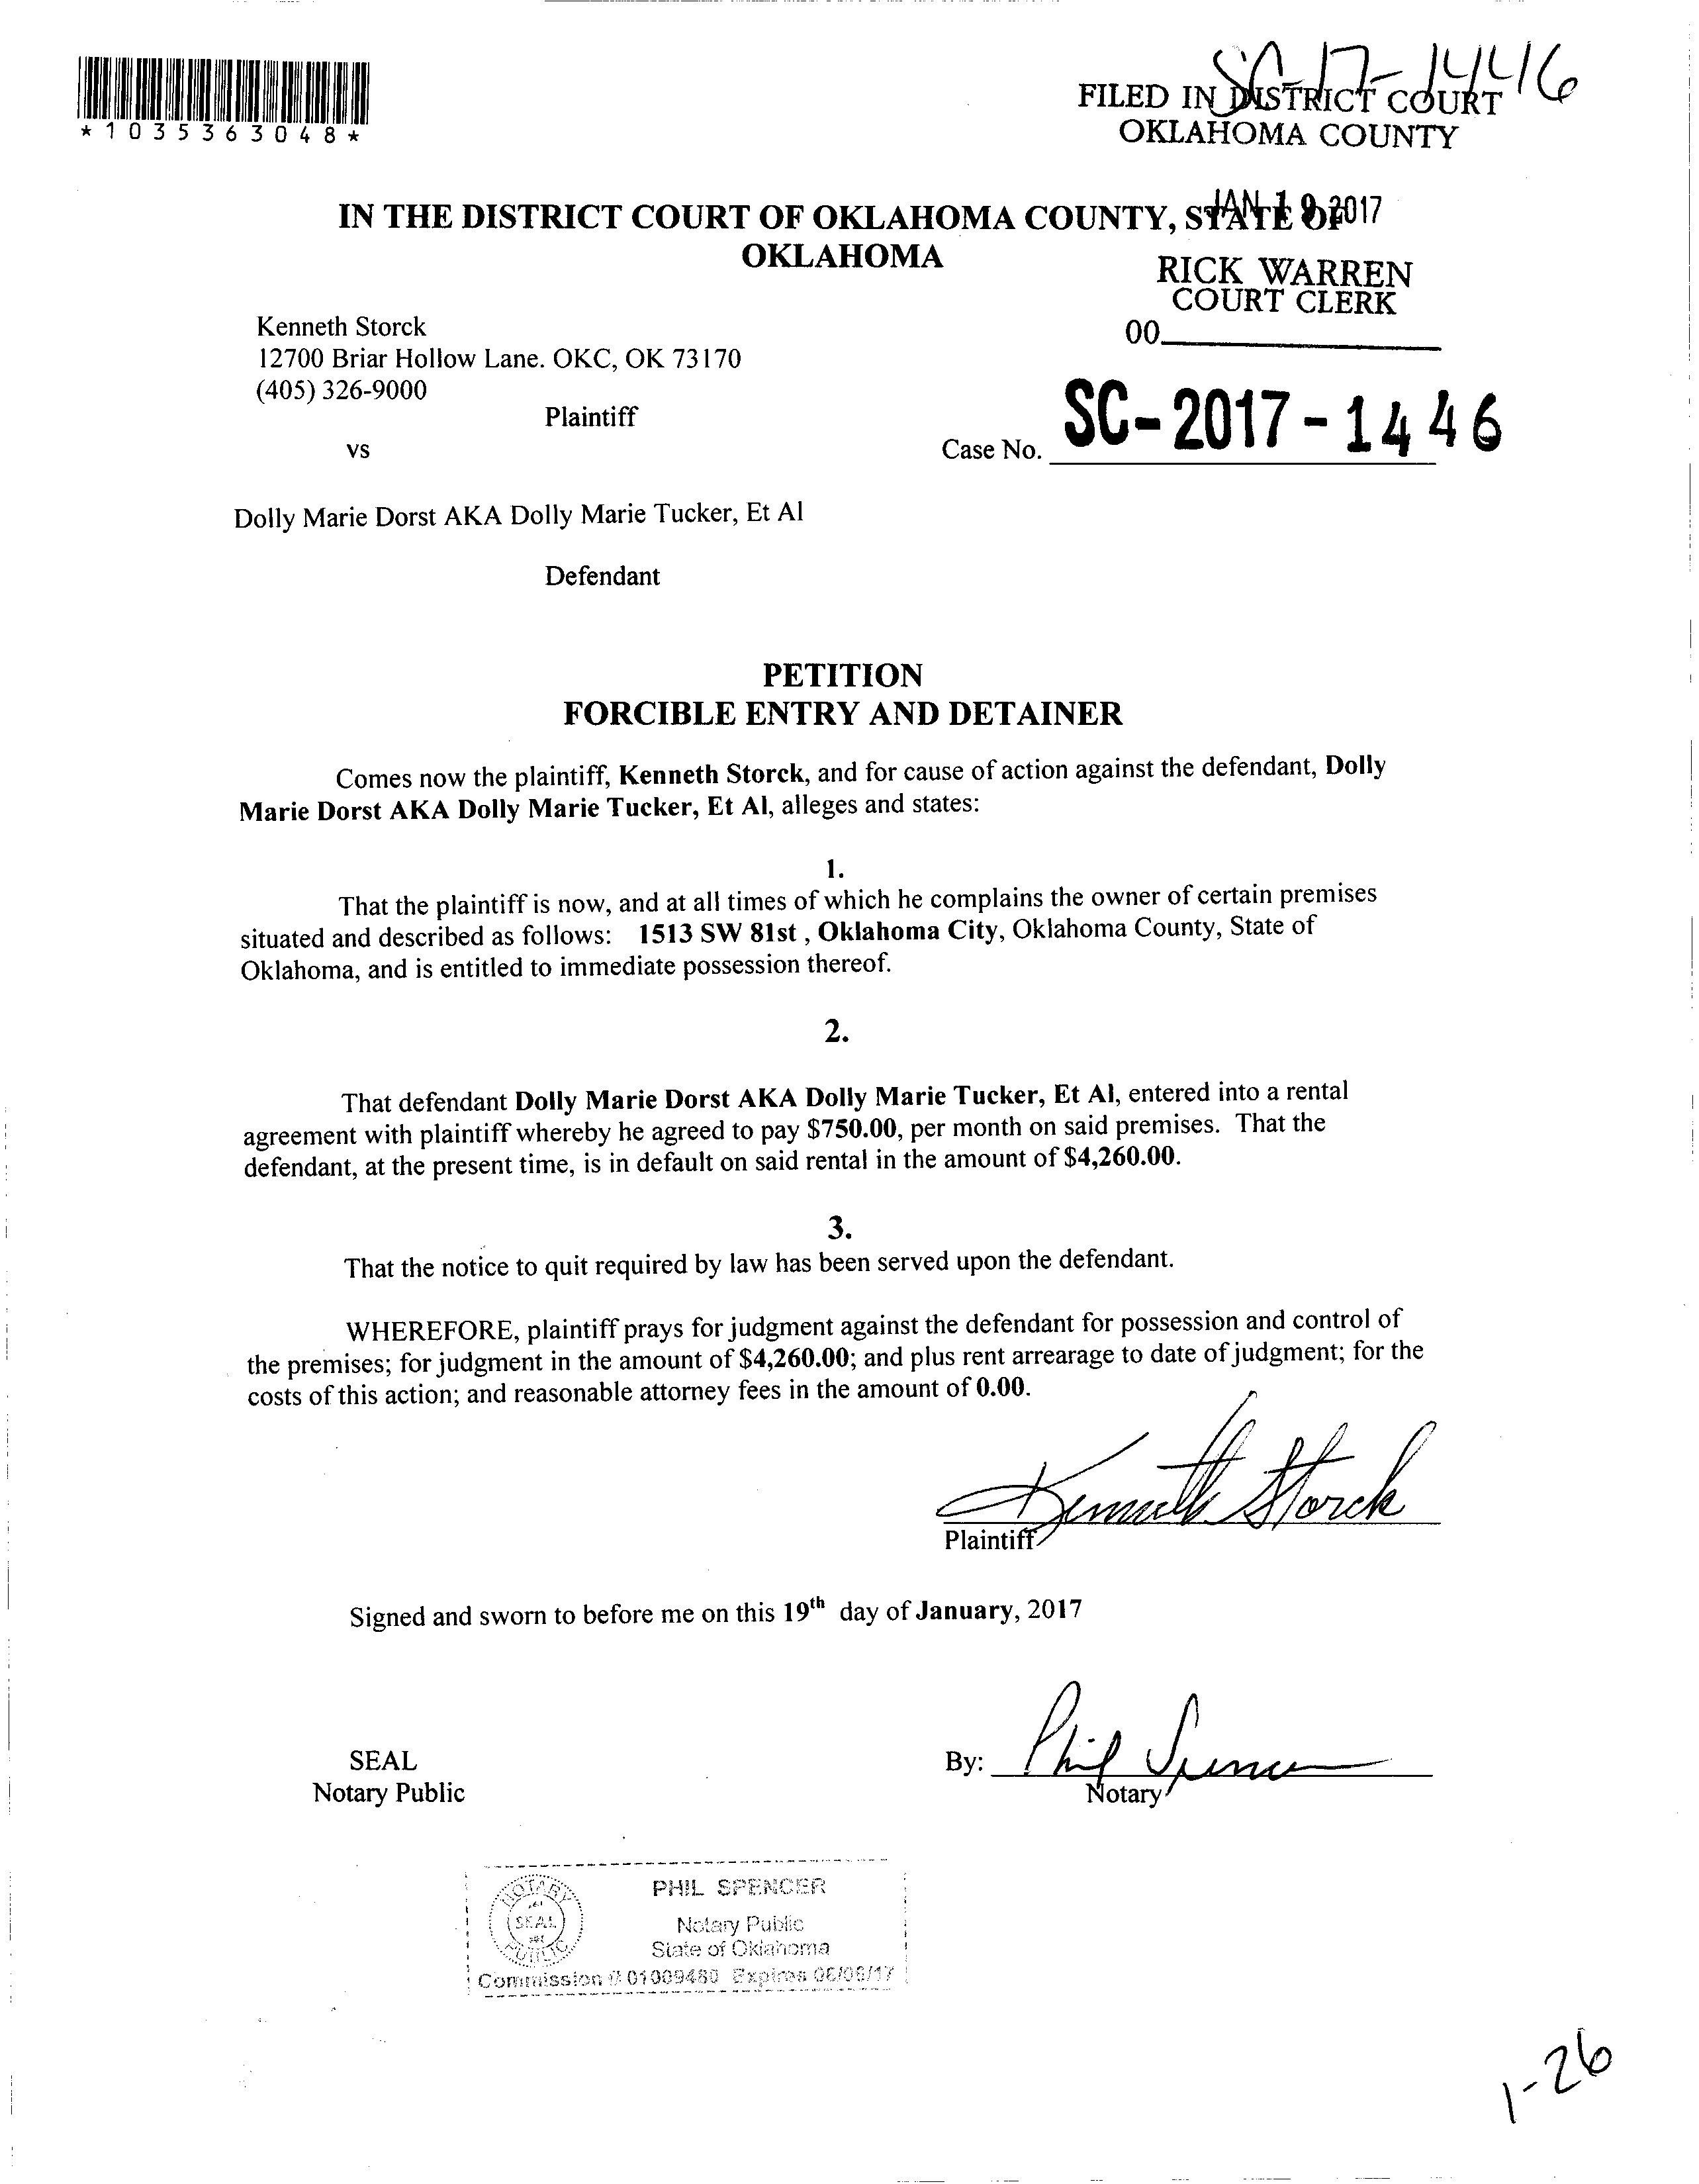 SC-17-1446
*1035363048*
FILED IN DISTRICT COURT
OKLAHOMA COUNTY
JAN 19 2017
IN THE DISTRICT COURT OF OKLAHOMA COUNTY, STATE OF
OKLAHOMA
RICK WARREN
COURT CLERK
00
Kenneth Storck
12700 Briar Hollow Lane. OKC, OK 73170
(405) 326-9000
Plaintiff
vs
Case No. SC-2017-1446
Dolly Marie Dorst AKA Dolly Marie Tucker, Et Al
Defendant
PETITION
FORCIBLE ENTRY AND DETAINER
Comes now the plaintiff, Kenneth Storck, and for cause of action against the defendant, Dolly
Marie Dorst AKA Dolly Marie Tucker, Et Al, alleges and states:
1.
That the plaintiff is now, and at all times of which he complains the owner of certain premises
situated and described as follows: 1513 SW 81st , Oklahoma City, Oklahoma County, State of
Oklahoma, and is entitled to immediate possession thereof.
2.
That defendant Dolly Marie Dorst AKA Dolly Marie Tucker, Et Al, entered into a rental
agreement with plaintiff whereby he agreed to pay $750.00, per month on said premises. That the
defendant, at the present time, is in default on said rental in the amount of $4,260.00.
3.
That the notice to quit required by law has been served upon the defendant.
WHEREFORE, plaintiff prays for judgment against the defendant for possession and control of
the premises; for judgment in the amount of $4,260.00; and plus rent arrearage to date of judgment; for the
costs of this action; and reasonable attorney fees in the amount of 0.00.
Kenneth Storck
Plaintiff
Signed and sworn to before me on this 19th day of January, 2017
SEAL
Notary Public
By: Phil Spencer
Notary
NOTARY
SEAL
PUBLIC
PHIL SPENCER
Notary Public
State of Oklahoma
Commission # 01009480 Expires 06/06/17
1-26